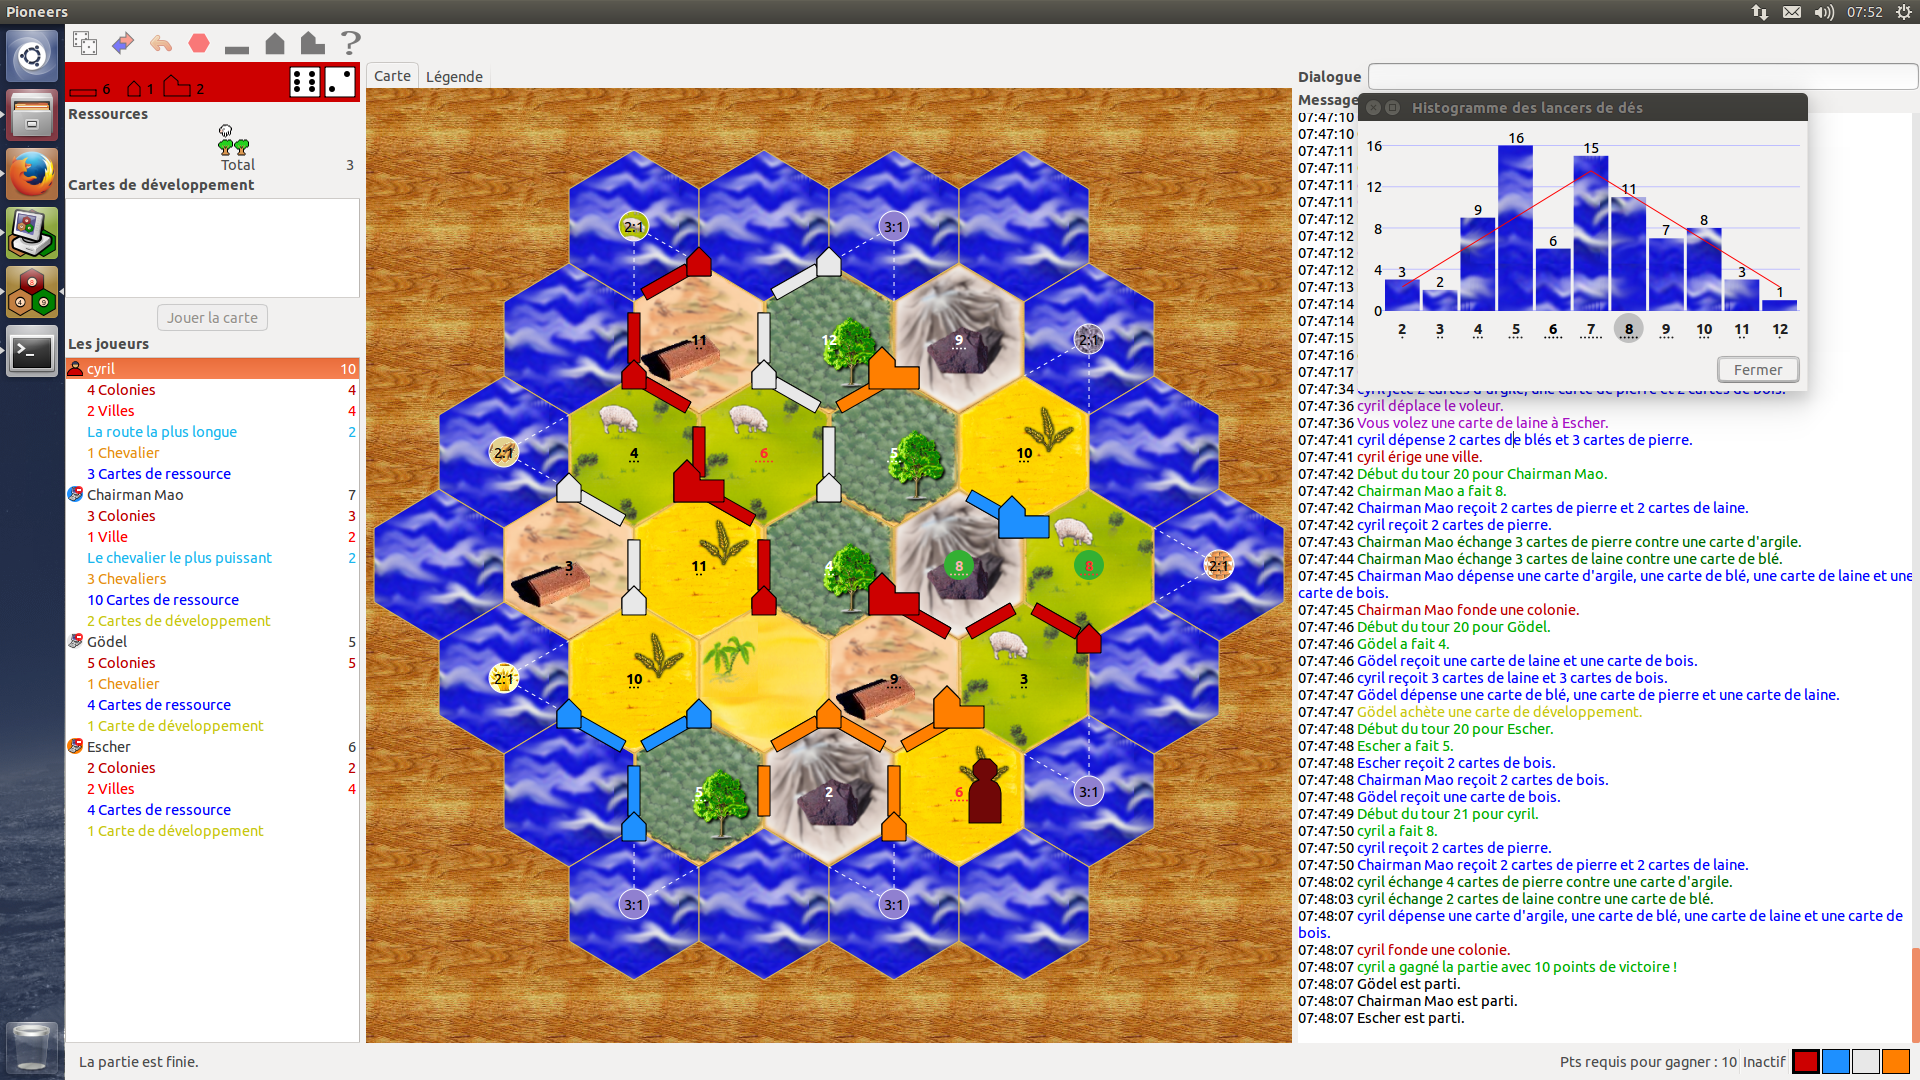 Pioneers
07:52
6 1 2
Ressources
Total 3
Cartes de développement
Jouer la carte
Les joueurs
cyril 10
4 Colonies 4
2 Villes 4
La route la plus longue 2
1 Chevalier
3 Cartes de ressource
Chairman Mao 7
3 Colonies 3
1 Ville 2
Le chevalier le plus puissant 2
3 Chevaliers
10 Cartes de ressource
2 Cartes de développement
Gödel 5
5 Colonies 5
1 Chevalier
4 Cartes de ressource
1 Carte de développement
Escher 6
2 Colonies 2
2 Villes 4
4 Cartes de ressource
1 Carte de développement
La partie est finie.
Carte Légende
2:1 3:1
11 12 9 2:1
2:1 4 6 5 10
3 11 4 8 8 2:1
2:1 10 9 3
5 2 6 3:1
3:1 3:1
Dialogue
Message
Histogramme des lancers de dés
16
12
8
4
0
3 2 9 16 6 15 11 7 8 3 1
2 3 4 5 6 7 8 9 10 11 12
Fermer
07:47:10
07:47:10
07:47:11
07:47:11
07:47:11
07:47:11
07:47:12
07:47:12
07:47:12
07:47:12
07:47:13
07:47:14
07:47:14
07:47:15
07:47:16
07:47:17
07:47:34 cyril jette 2 cartes d'argile, une carte de pierre et 2 cartes de bois.
07:47:36 cyril déplace le voleur.
07:47:36 Vous volez une carte de laine à Escher.
07:47:41 cyril dépense 2 cartes de blés et 3 cartes de pierre.
07:47:41 cyril érige une ville.
07:47:42 Début du tour 20 pour Chairman Mao.
07:47:42 Chairman Mao a fait 8.
07:47:42 Chairman Mao reçoit 2 cartes de pierre et 2 cartes de laine.
07:47:42 cyril reçoit 2 cartes de pierre.
07:47:43 Chairman Mao échange 3 cartes de pierre contre une carte d'argile.
07:47:44 Chairman Mao échange 3 cartes de laine contre une carte de blé.
07:47:45 Chairman Mao dépense une carte d'argile, une carte de blé, une carte de laine et une
carte de bois.
07:47:45 Chairman Mao fonde une colonie.
07:47:46 Début du tour 20 pour Gödel.
07:47:46 Gödel a fait 4.
07:47:46 Gödel reçoit une carte de laine et une carte de bois.
07:47:46 cyril reçoit 3 cartes de laine et 3 cartes de bois.
07:47:47 Gödel dépense une carte de blé, une carte de pierre et une carte de laine.
07:47:47 Gödel achète une carte de développement.
07:47:48 Début du tour 20 pour Escher.
07:47:48 Escher a fait 5.
07:47:48 Escher reçoit 2 cartes de bois.
07:47:48 Chairman Mao reçoit 2 cartes de bois.
07:47:48 Gödel reçoit une carte de bois.
07:47:49 Début du tour 21 pour cyril.
07:47:50 cyril a fait 8.
07:47:50 cyril reçoit 2 cartes de pierre.
07:47:50 Chairman Mao reçoit 2 cartes de pierre et 2 cartes de laine.
07:48:02 cyril échange 4 cartes de pierre contre une carte d'argile.
07:48:03 cyril échange 2 cartes de laine contre une carte de blé.
07:48:07 cyril dépense une carte d'argile, une carte de blé, une carte de laine et une carte de
bois.
07:48:07 cyril fonde une colonie.
07:48:07 cyril a gagné la partie avec 10 points de victoire !
07:48:07 Gödel est parti.
07:48:07 Chairman Mao est parti.
07:48:07 Escher est parti.
Pts requis pour gagner : 10 Inactif